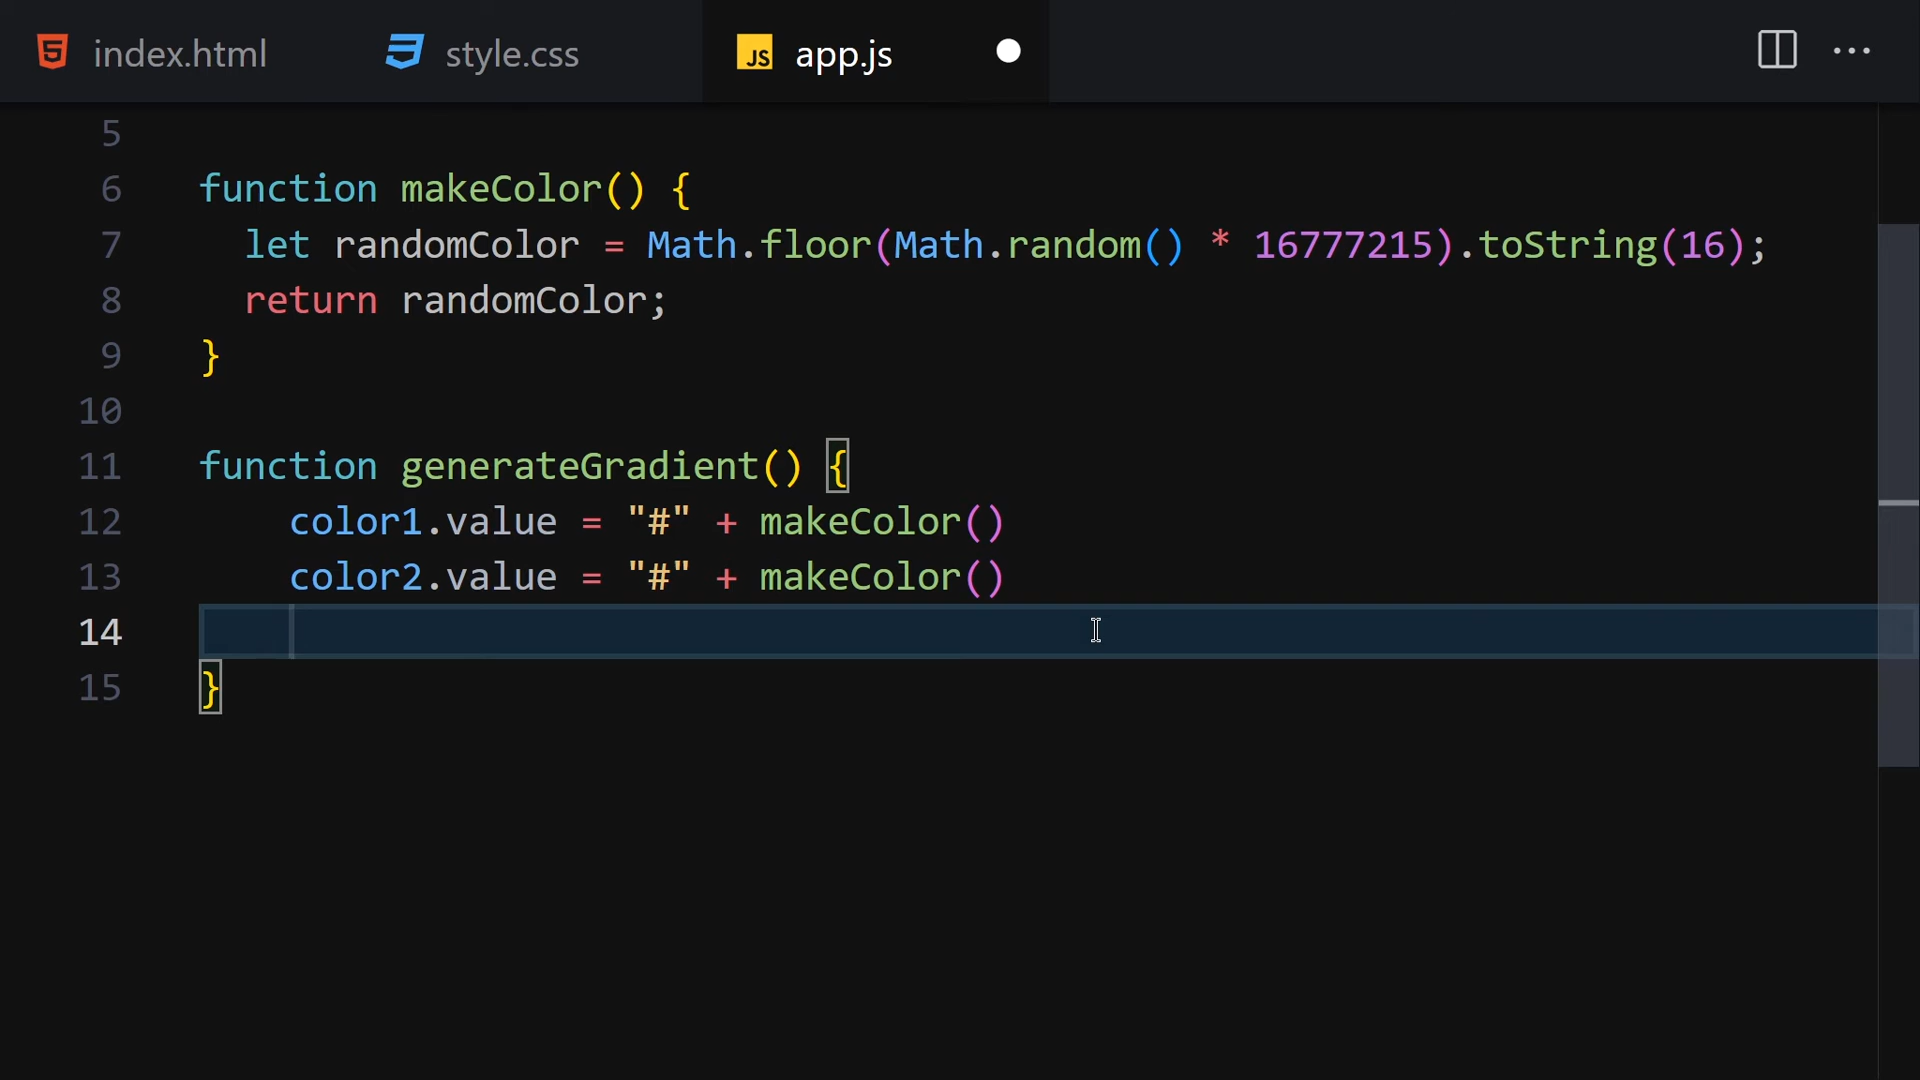 index.html style.css JS app.js
5
6 function makeColor() {
7 let randomColor = Math.floor(Math.random() * 16777215).toString(16);
8 return randomColor;
9 }
10
11 function generateGradient() {
12 color1.value = "#" + makeColor()
13 color2.value = "#" + makeColor()
14
15 }